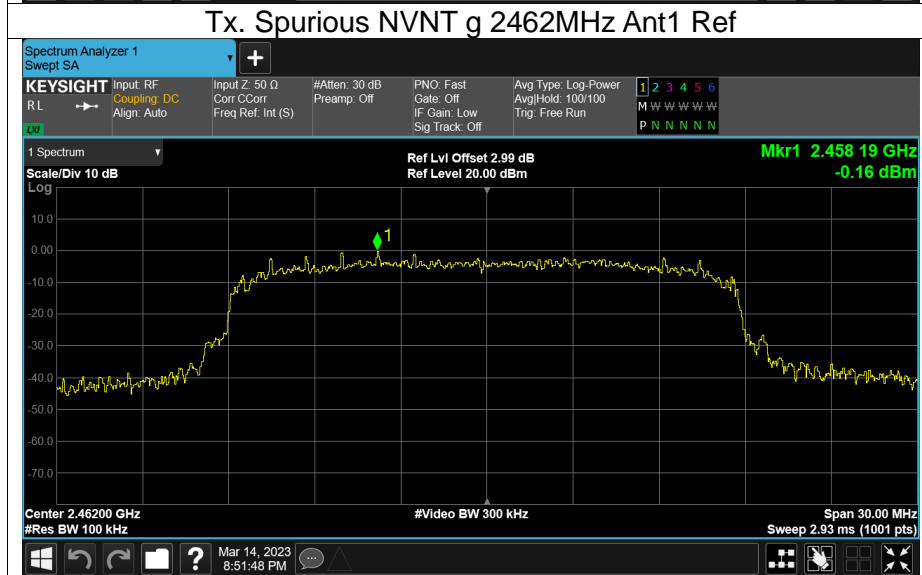 Tx. Spurious NVNT g 2462MHz Ant1 Ref
Spectrum Analyzer 1
Swept SA
KEYSIGHT
RL
LXI
Input: RF
Coupling: DC
Align: Auto
Input Z: 50 Ω
Corr CCorr
Freq Ref: Int (S)
#Atten: 30 dB
Preamp: Off
PNO: Fast
Gate: Off
IF Gain: Low
Sig Track: Off
Avg Type: Log-Power
Avg|Hold: 100/100
Trig: Free Run
1 2 3 4 5 6
M W W W W W
P N N N N N
1 Spectrum
Scale/Div 10 dB
Ref Lvl Offset 2.99 dB
Ref Level 20.00 dBm
Mkr1 2.458 19 GHz
-0.16 dBm
Log
10.0
0.00
-10.0
-20.0
-30.0
-40.0
-50.0
-60.0
-70.0
1
Center 2.46200 GHz
#Res BW 100 kHz
#Video BW 300 kHz
Span 30.00 MHz
Sweep 2.93 ms (1001 pts)
?
Mar 14, 2023
8:51:48 PM